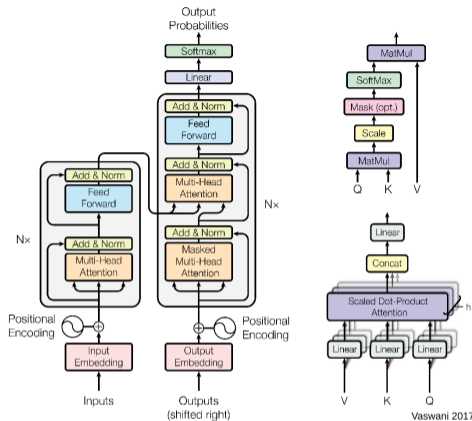 Output
Probabilities
Softmax
Linear
Add & Norm
Feed
Forward
Add & Norm
Multi-Head
Attention
Add & Norm
Masked
Multi-Head
Attention
Nx
Positional
Encoding
Output
Embedding
Outputs
(shifted right)
Add & Norm
Feed
Forward
Add & Norm
Multi-Head
Attention
Nx
Positional
Encoding
Input
Embedding
Inputs
MatMul
SoftMax
Mask (opt.)
Scale
MatMul
Q K V
Linear
Concat
Scaled Dot-Product
Attention
h
Linear Linear Linear
V K Q
Vaswani 2017